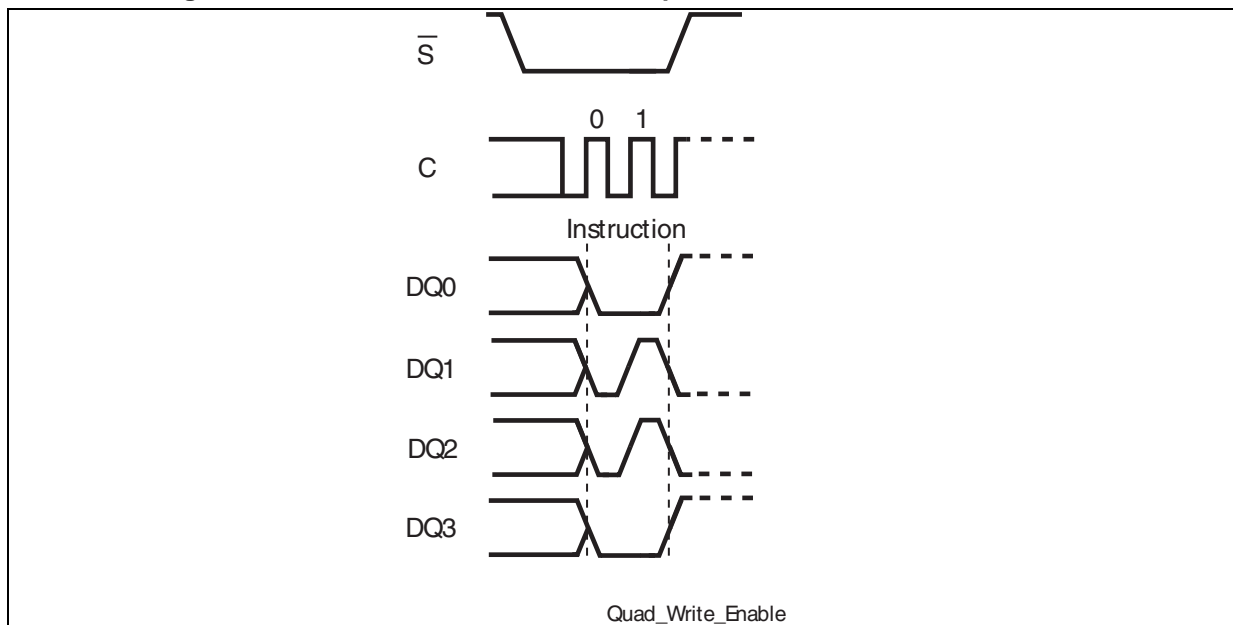 S̅
0 1
C
Instruction
DQ0
DQ1
DQ2
DQ3
Quad_Write_Enable